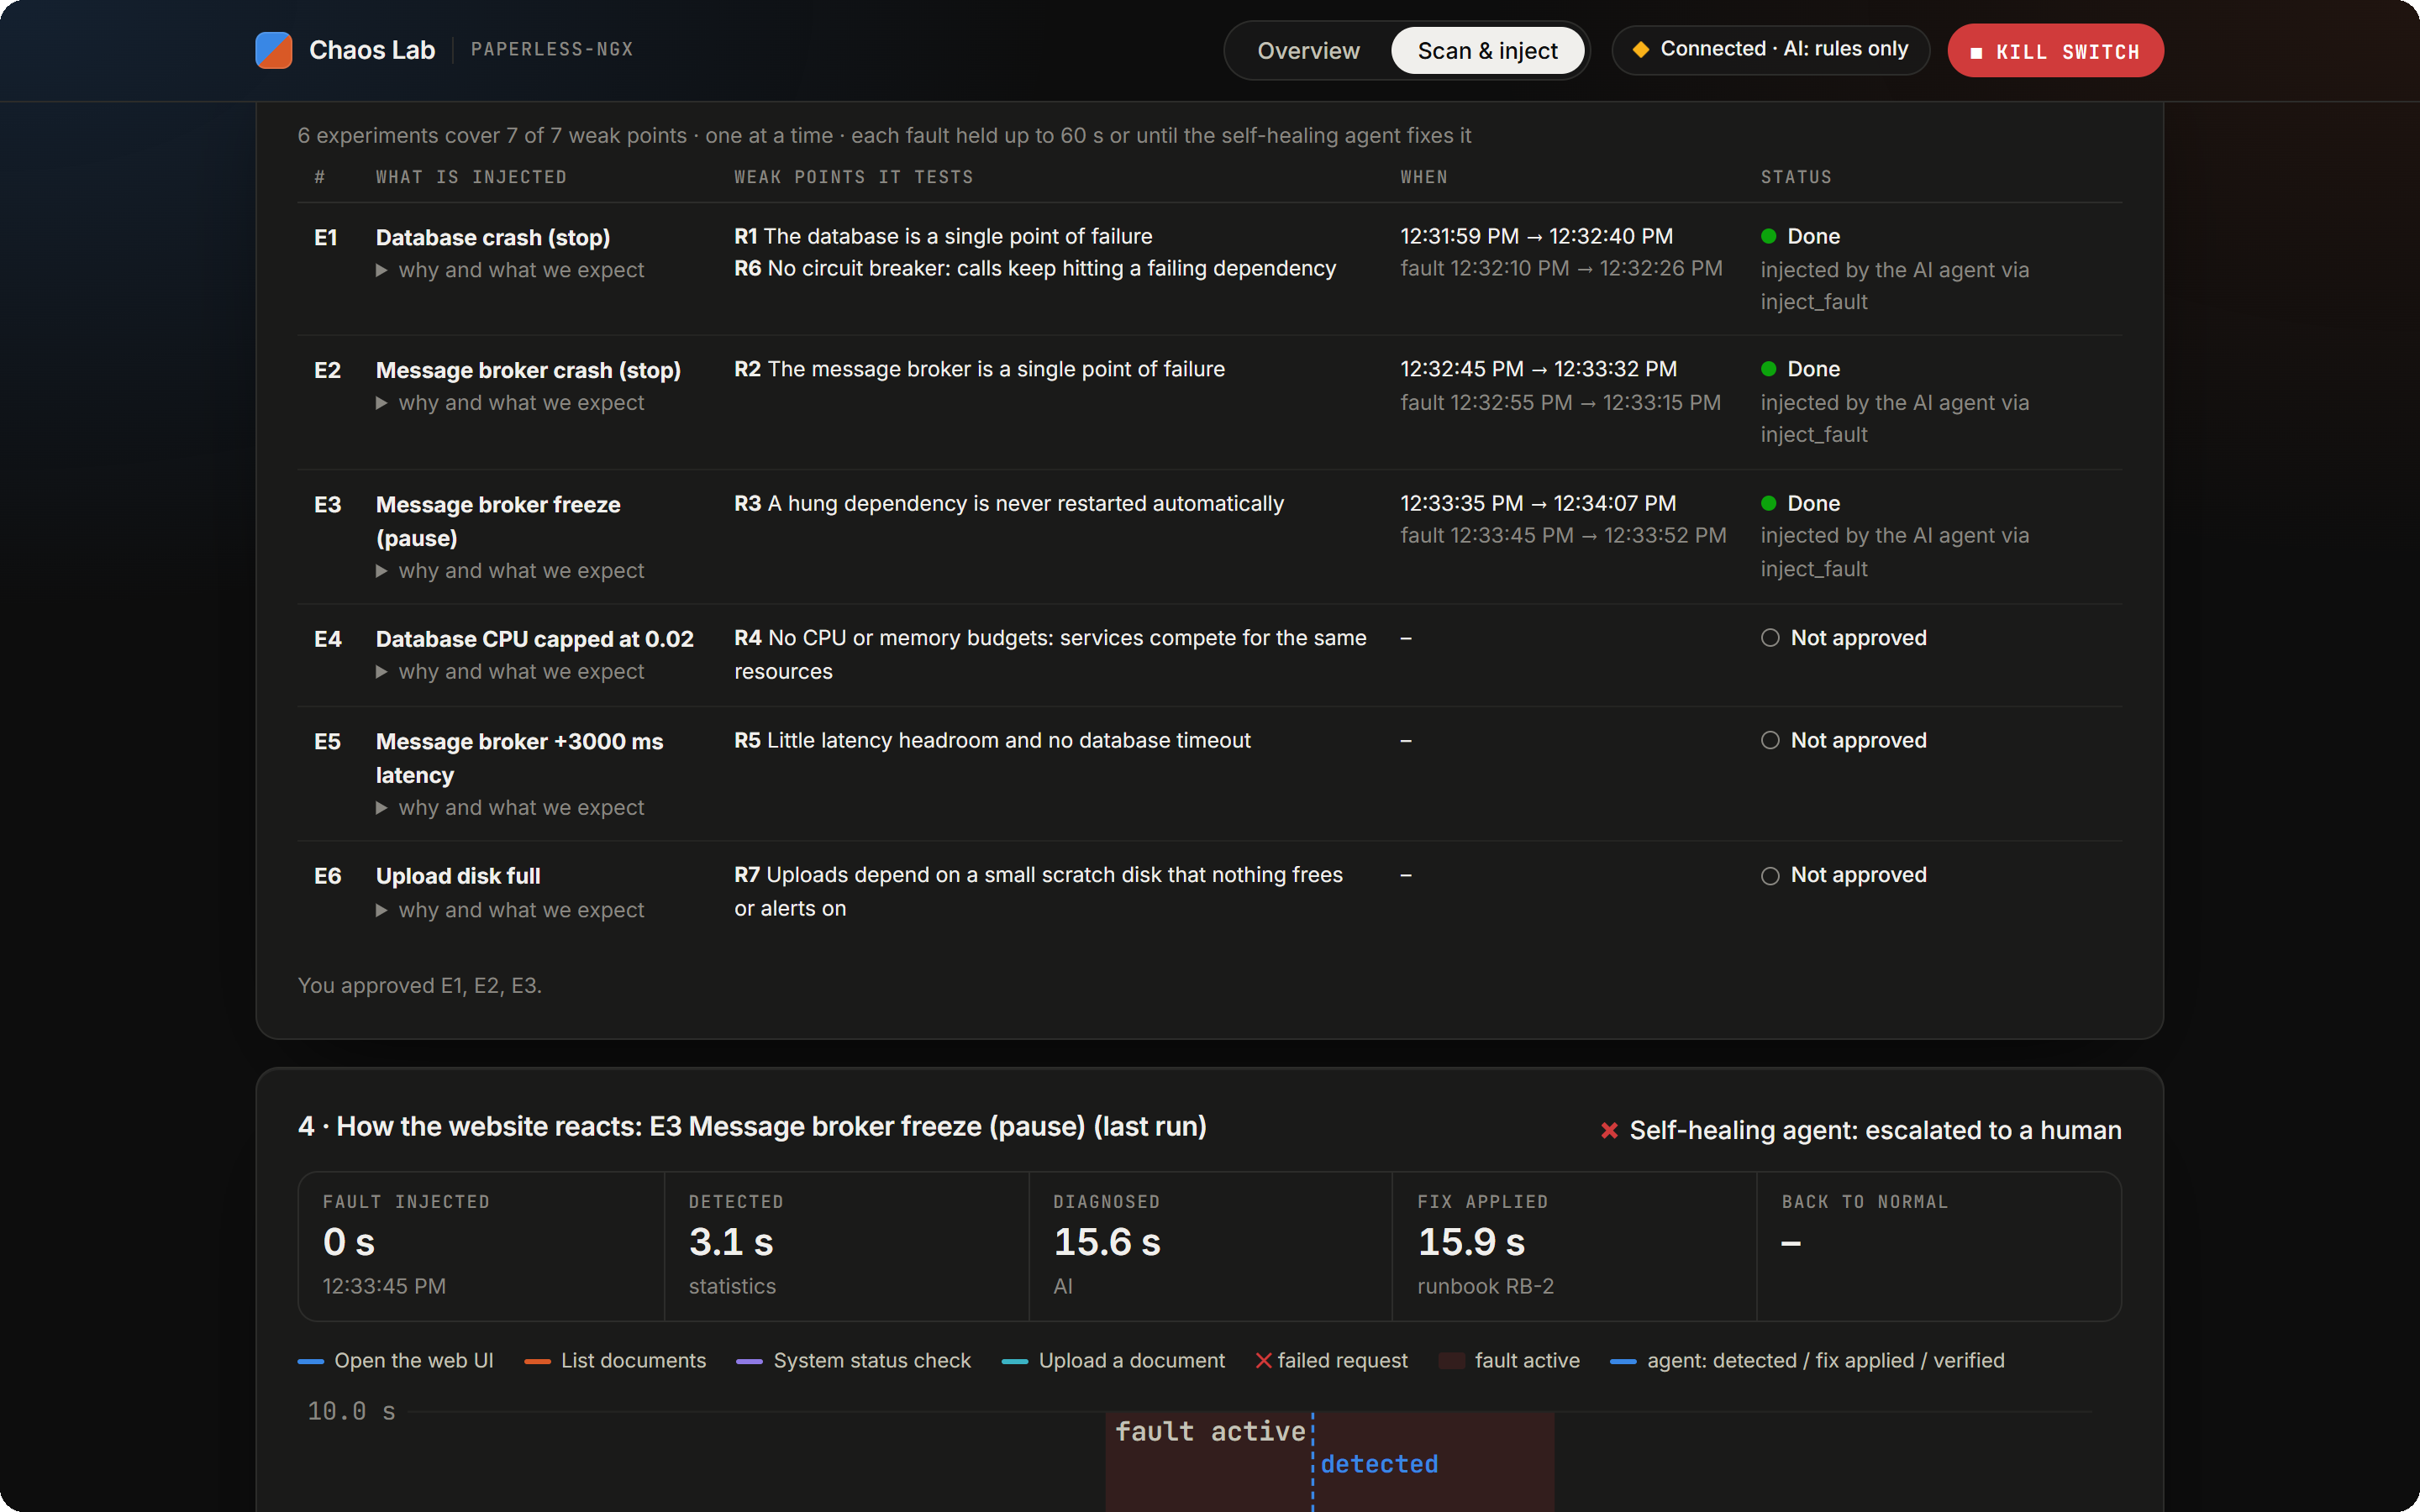 Chaos Lab
PAPERLESS-NGX
Overview
Scan & inject
Connected · AI: rules only
KILL SWITCH
6 experiments cover 7 of 7 weak points · one at a time · each fault held up to 60 s or until the self-healing agent fixes it
# WHAT IS INJECTED WEAK POINTS IT TESTS WHEN STATUS
E1 Database crash (stop) R1 The database is a single point of failure 12:31:59 PM → 12:32:40 PM Done
why and what we expect R6 No circuit breaker: calls keep hitting a failing dependency fault 12:32:10 PM → 12:32:26 PM injected by the AI agent via
inject_fault
E2 Message broker crash (stop) R2 The message broker is a single point of failure 12:32:45 PM → 12:33:32 PM Done
why and what we expect fault 12:32:55 PM → 12:33:15 PM injected by the AI agent via
inject_fault
E3 Message broker freeze R3 A hung dependency is never restarted automatically 12:33:35 PM → 12:34:07 PM Done
(pause) fault 12:33:45 PM → 12:33:52 PM injected by the AI agent via
why and what we expect inject_fault
E4 Database CPU capped at 0.02 R4 No CPU or memory budgets: services compete for the same – Not approved
why and what we expect resources
E5 Message broker +3000 ms R5 Little latency headroom and no database timeout – Not approved
latency
why and what we expect
E6 Upload disk full R7 Uploads depend on a small scratch disk that nothing frees – Not approved
why and what we expect or alerts on
You approved E1, E2, E3.
4 · How the website reacts: E3 Message broker freeze (pause) (last run)
Self-healing agent: escalated to a human
FAULT INJECTED DETECTED DIAGNOSED FIX APPLIED BACK TO NORMAL
0 s 3.1 s 15.6 s 15.9 s –
12:33:45 PM statistics AI runbook RB-2
Open the web UI List documents System status check Upload a document failed request fault active agent: detected / fix applied / verified
10.0 s
fault active
detected